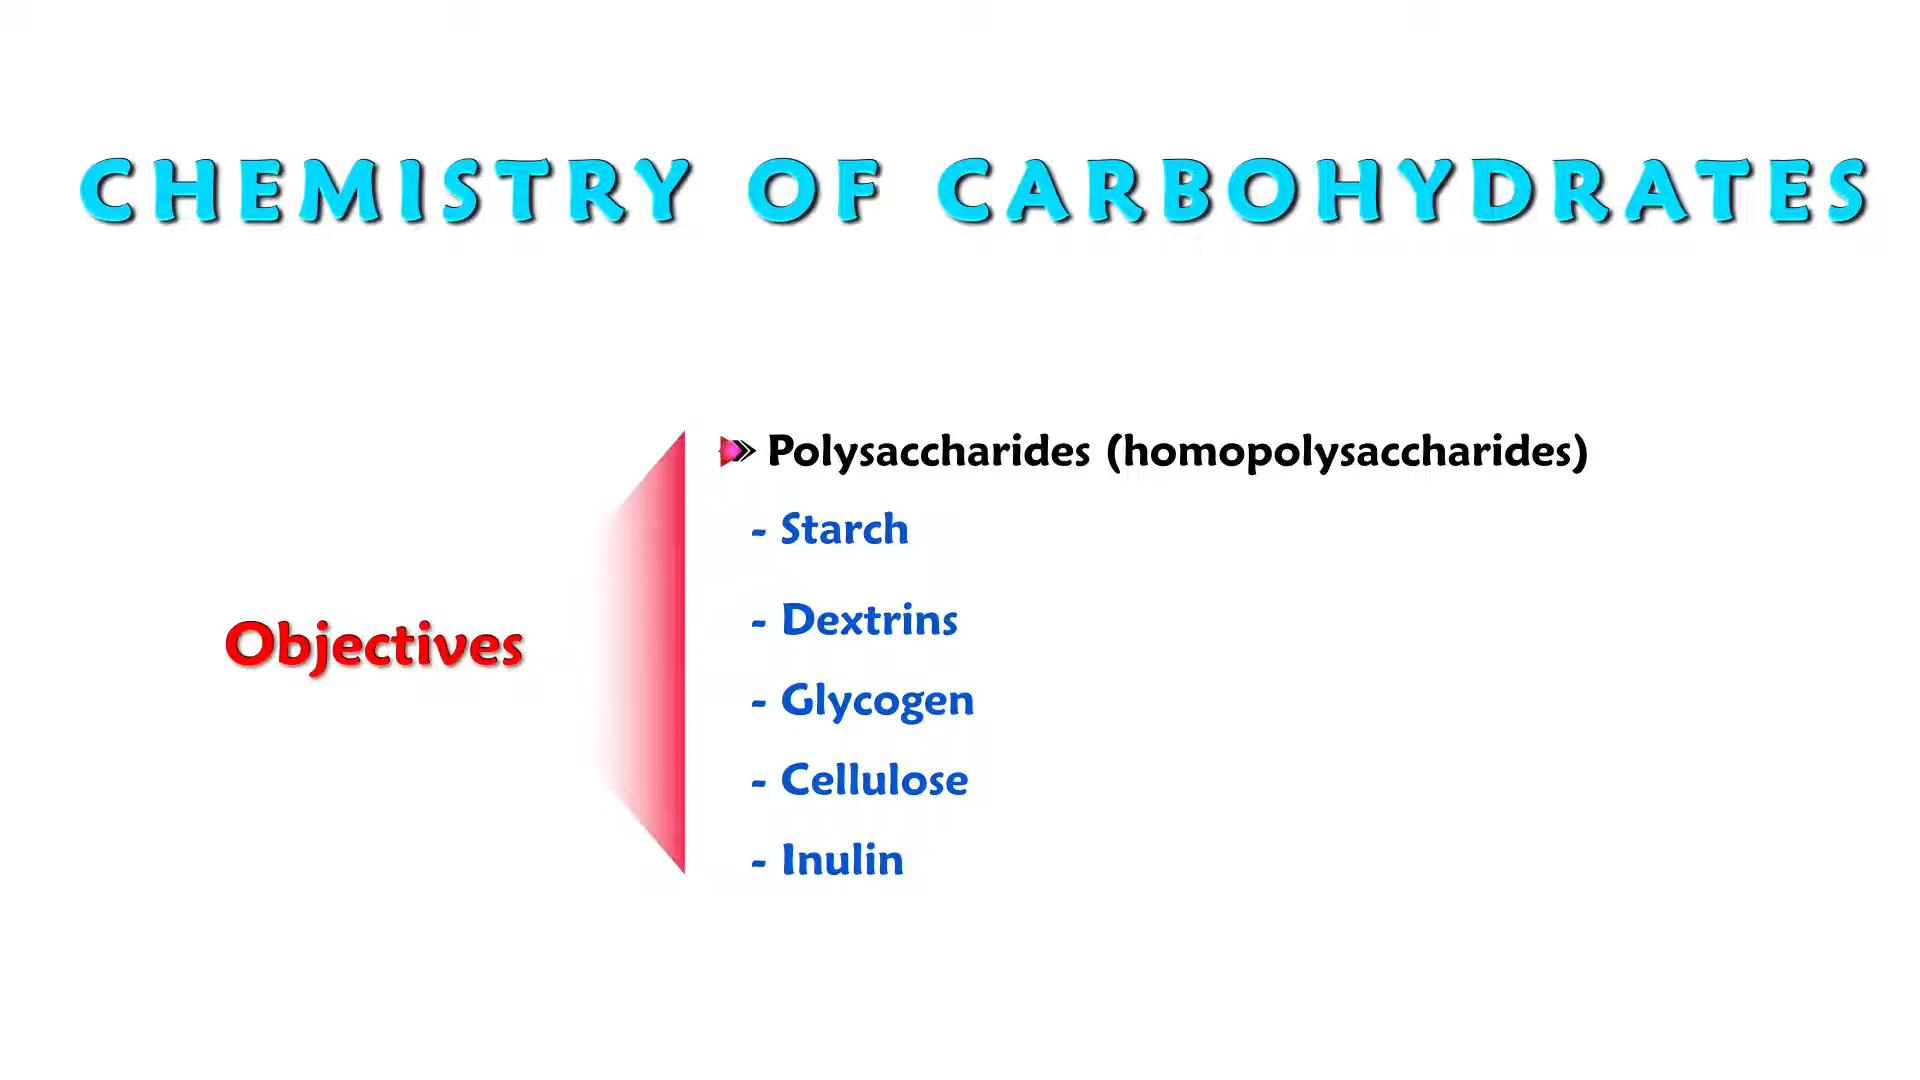 CHEMISTRY OF CARBOHYDRATES
Objectives
Polysaccharides (homopolysaccharides)
- Starch
- Dextrins
- Glycogen
- Cellulose
- Inulin